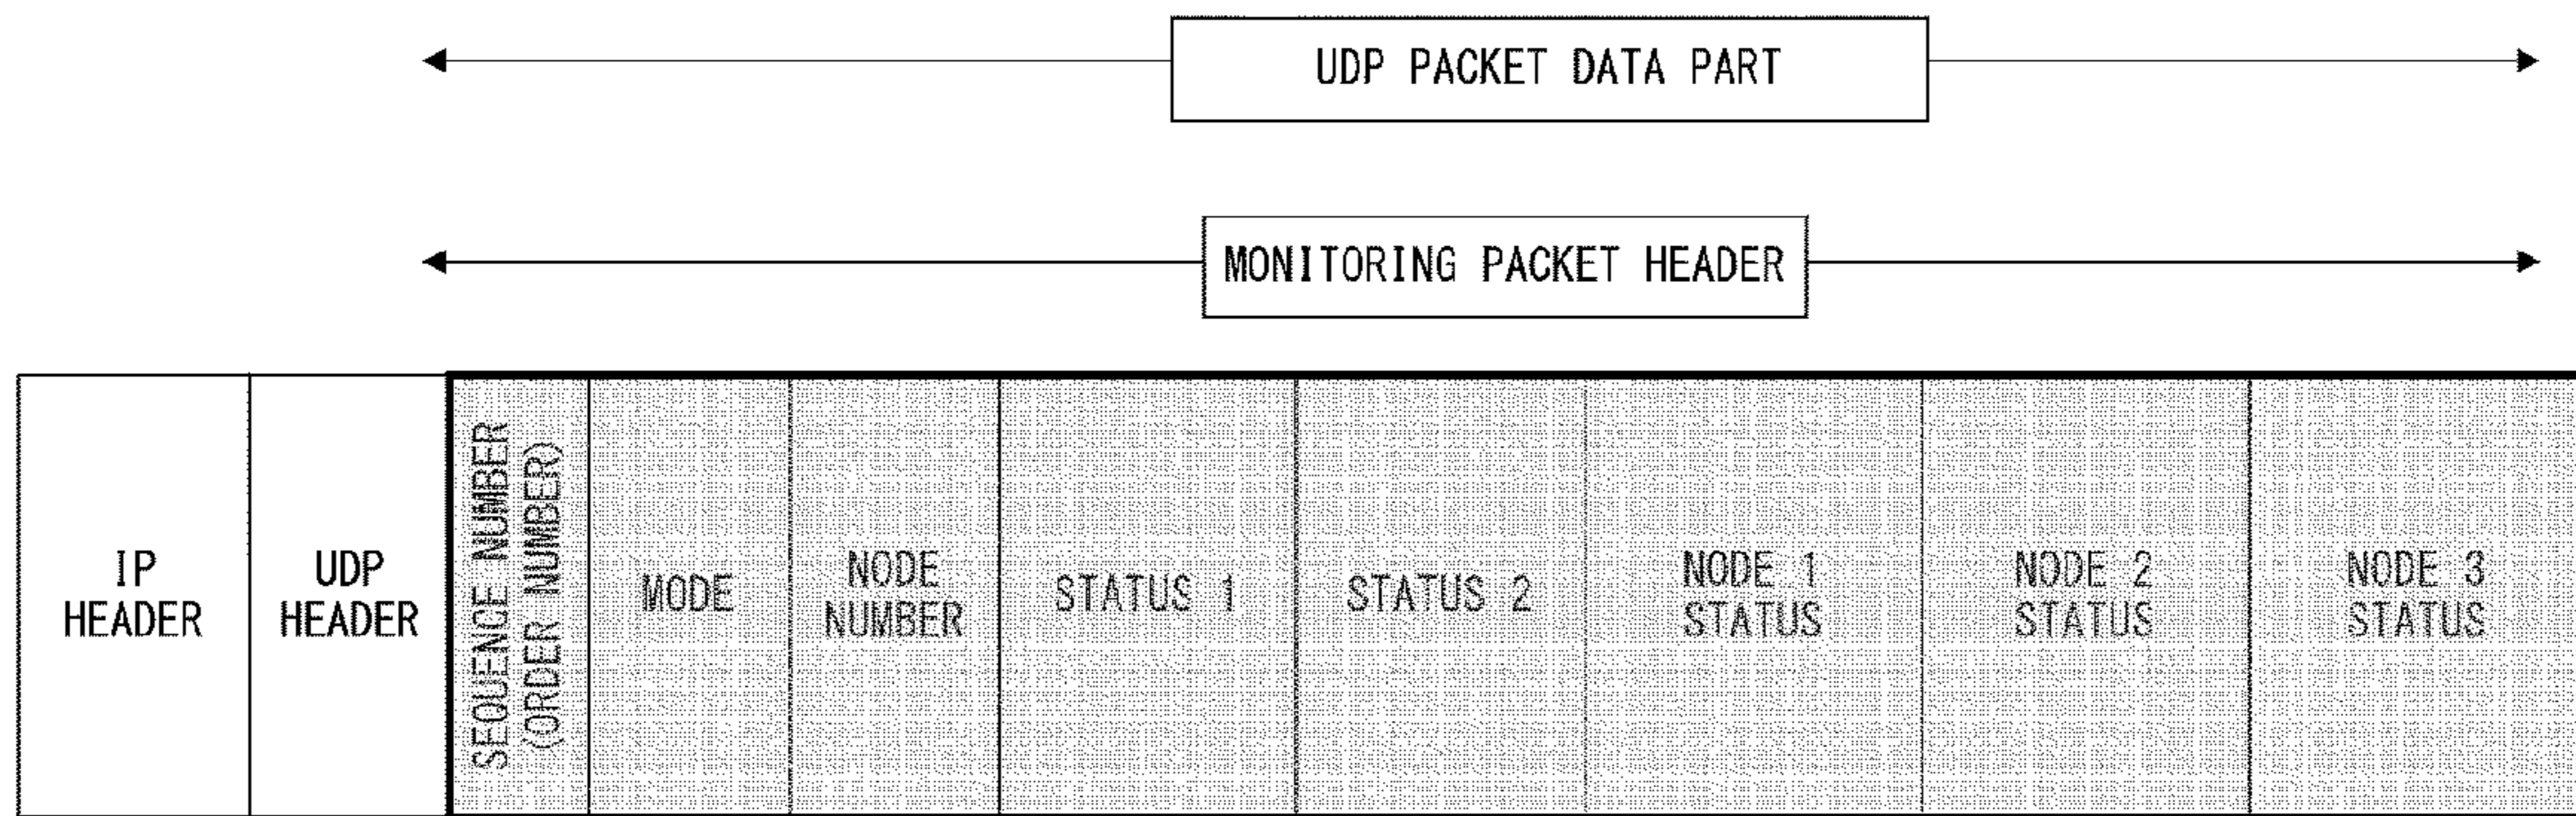 UDP PACKET DATA PART
MONITORING PACKET HEADER
IP
HEADER
UDP
HEADER
SEQUENCE NUMBER
(ORDER NUMBER)
MODE
NODE
NUMBER
STATUS 1
STATUS 2
NODE 1
STATUS
NODE 2
STATUS
NODE 3
STATUS